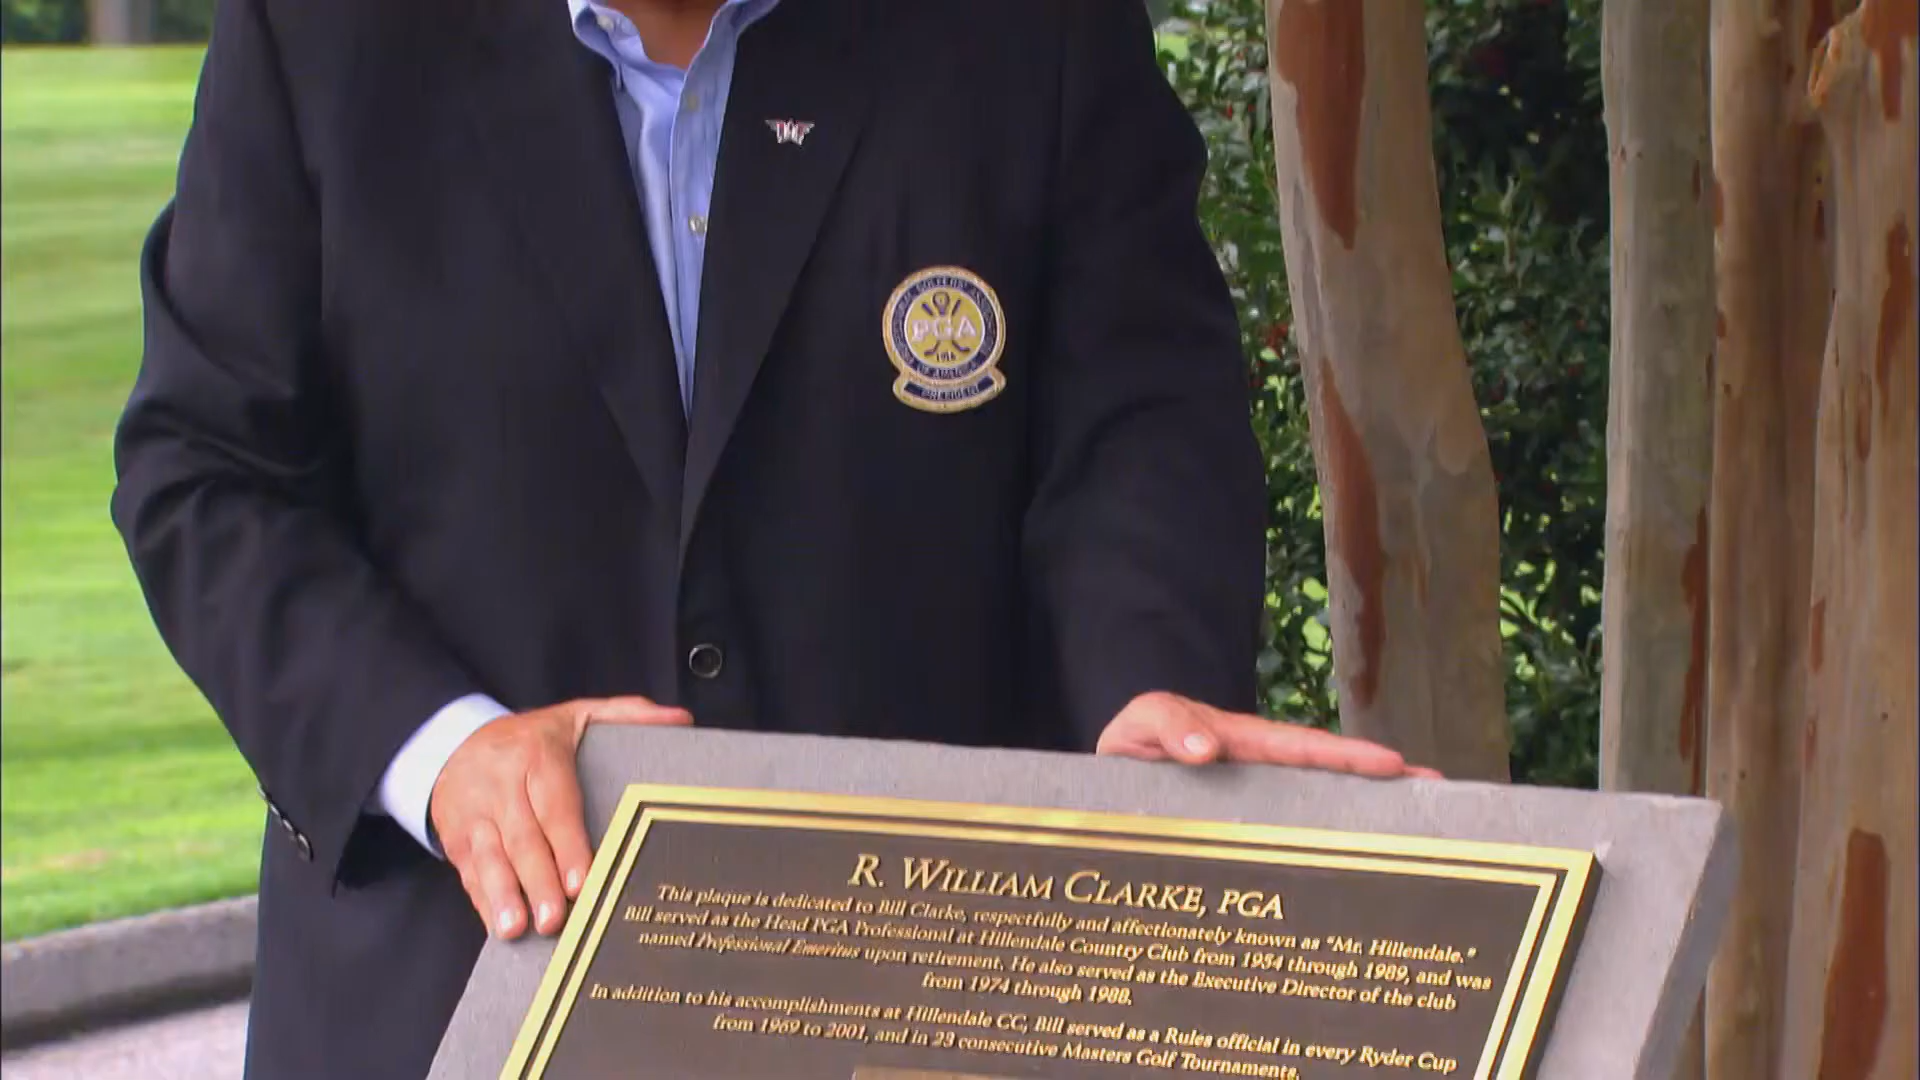 PGA
1916
OF AMERICA
PRESIDENT
R. WILLIAM CLARKE, PGA
This plaque is dedicated to Bill Clarke, respectfully and affectionately known as "Mr. Hillendale."
Bill served as the Head PGA Professional at Hillendale Country Club from 1954 through 1989, and was
named Professional Emeritus upon retirement. He also served as the Executive Director of the club
from 1974 through 1988.
In addition to his accomplishments at Hillendale CC, Bill served as a Rules official in every Ryder Cup
from 1969 to 2001, and in 23 consecutive Masters Golf Tournaments.